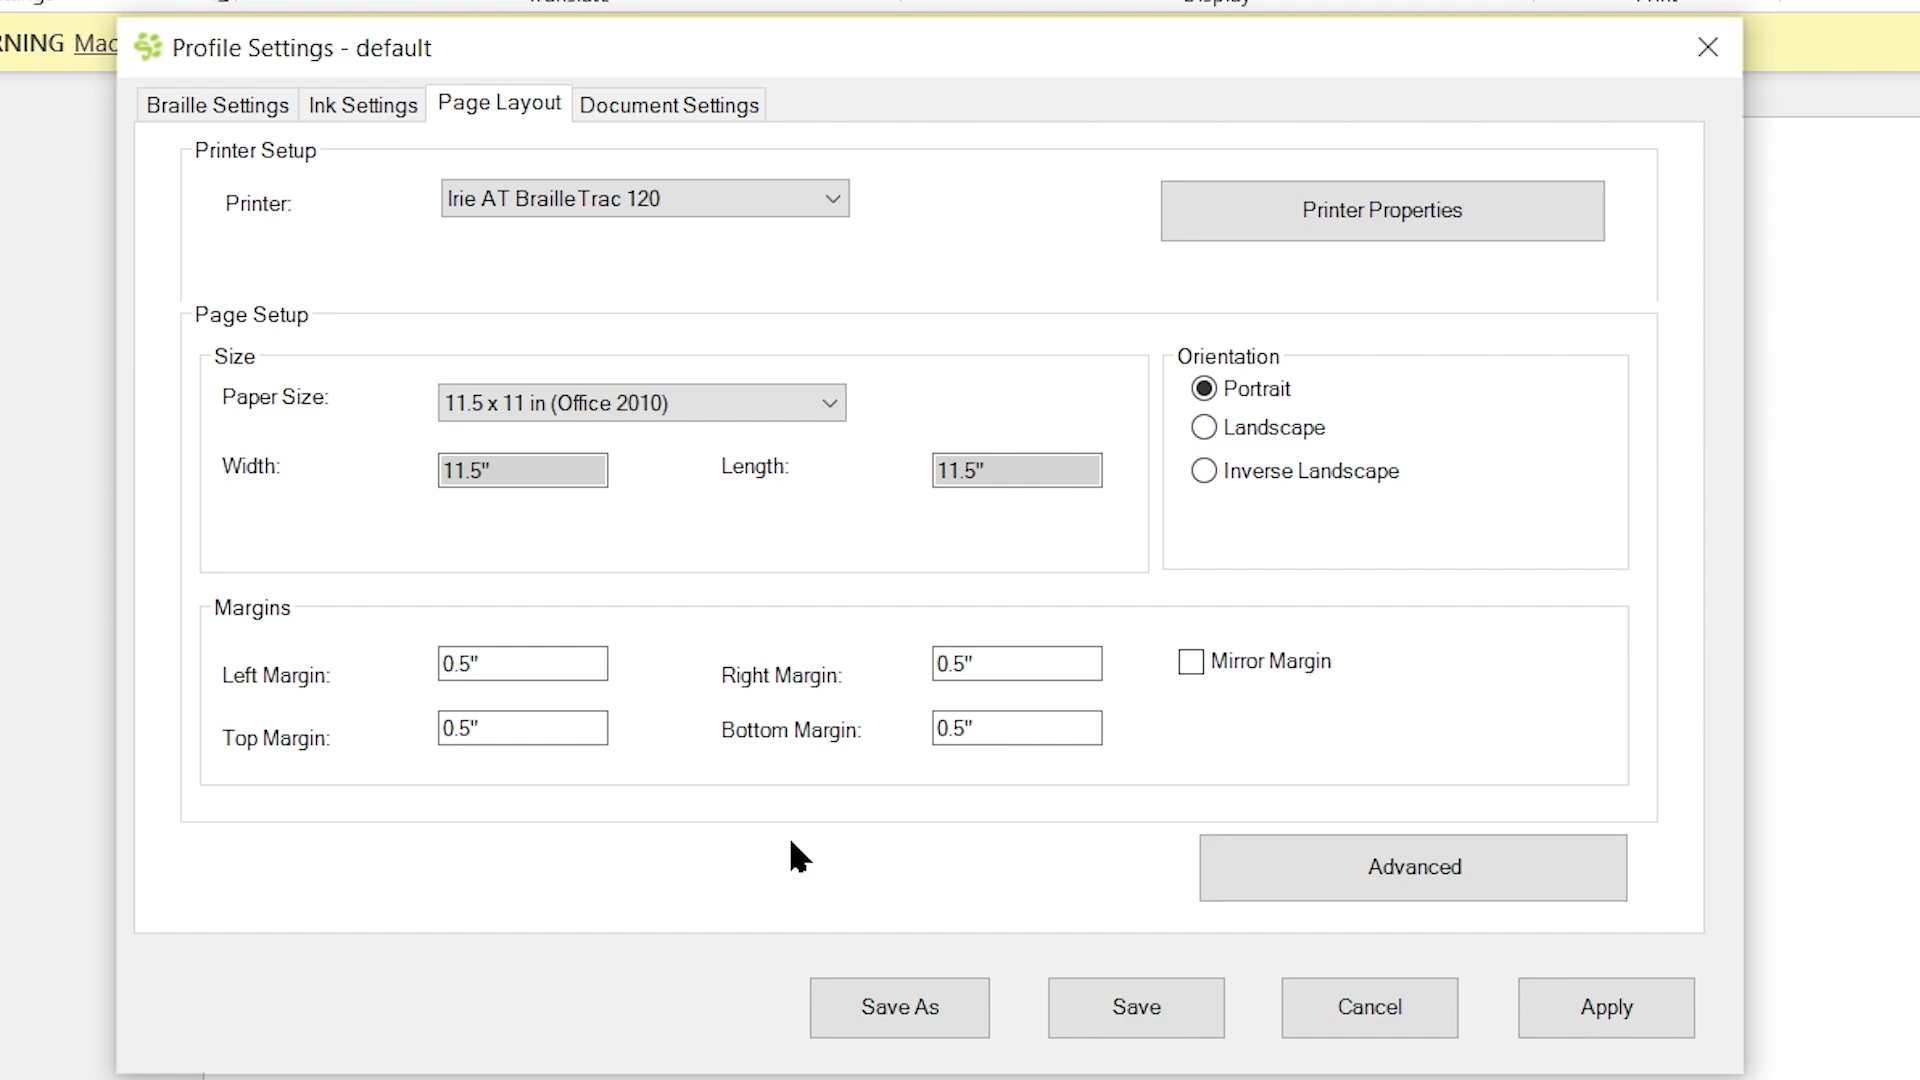 RNING Mac
Profile Settings - default
Braille Settings
Ink Settings
Page Layout
Document Settings
Printer Setup
Printer:
Irie AT BrailleTrac 120
Printer Properties
Page Setup
Size
Paper Size:
11.5 x 11 in (Office 2010)
Width:
11.5"
Length:
11.5"
Orientation
Portrait
Landscape
Inverse Landscape
Margins
Left Margin:
0.5"
Right Margin:
0.5"
Mirror Margin
Top Margin:
0.5"
Bottom Margin:
0.5"
Advanced
Save As
Save
Cancel
Apply